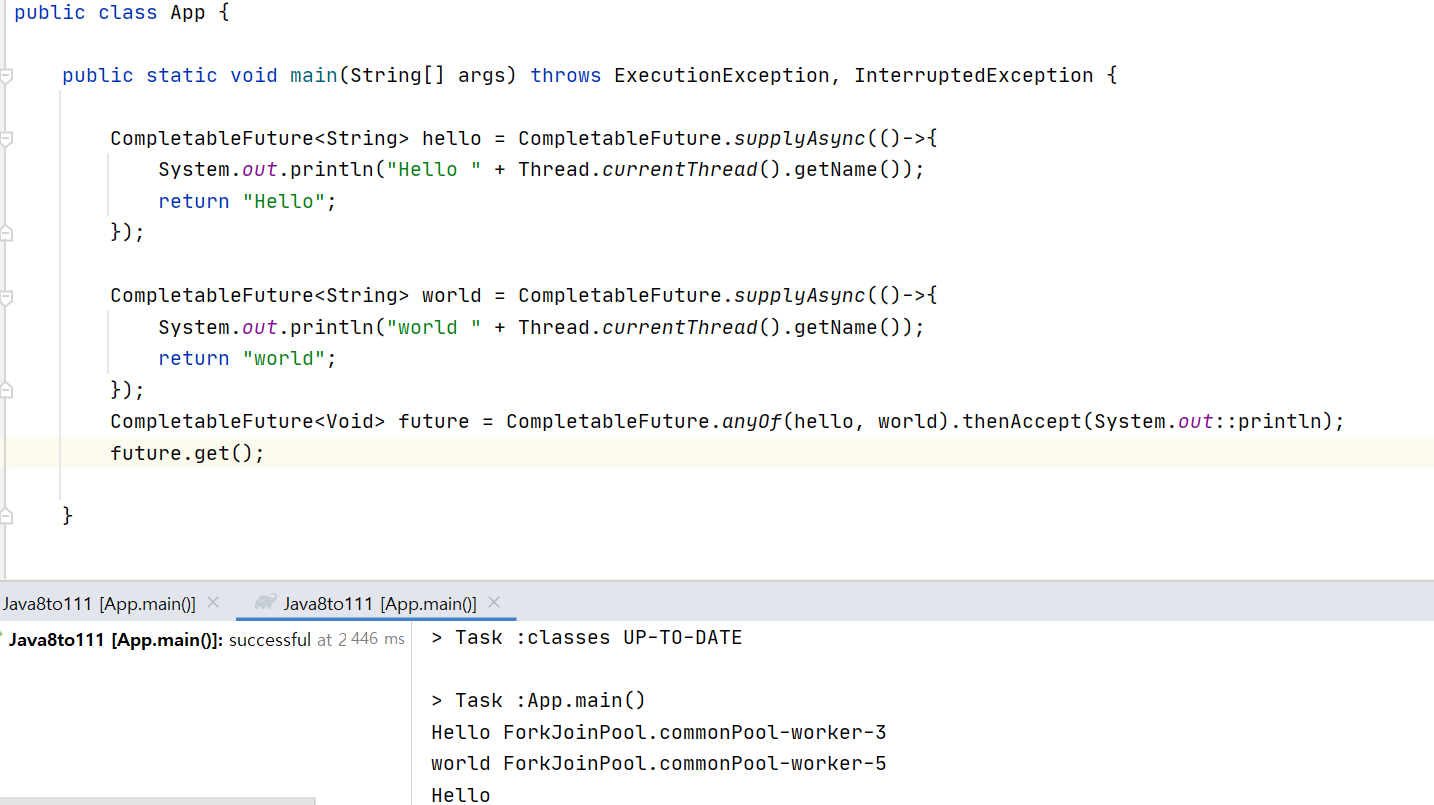 public class App {
public static void main(String[] args) throws ExecutionException, InterruptedException {
CompletableFuture<String> hello = CompletableFuture.supplyAsync(()->{
System.out.println("Hello " + Thread.currentThread().getName());
return "Hello";
});
CompletableFuture<String> world = CompletableFuture.supplyAsync(()->{
System.out.println("world " + Thread.currentThread().getName());
return "world";
});
CompletableFuture<Void> future = CompletableFuture.anyOf(hello, world).thenAccept(System.out::println);
future.get();
}
Java8to111 [App.main()] Java8to111 [App.main()]
Java8to111 [App.main()]: successful at 2 446 ms
> Task :classes UP-TO-DATE
> Task :App.main()
Hello ForkJoinPool.commonPool-worker-3
world ForkJoinPool.commonPool-worker-5
Hello